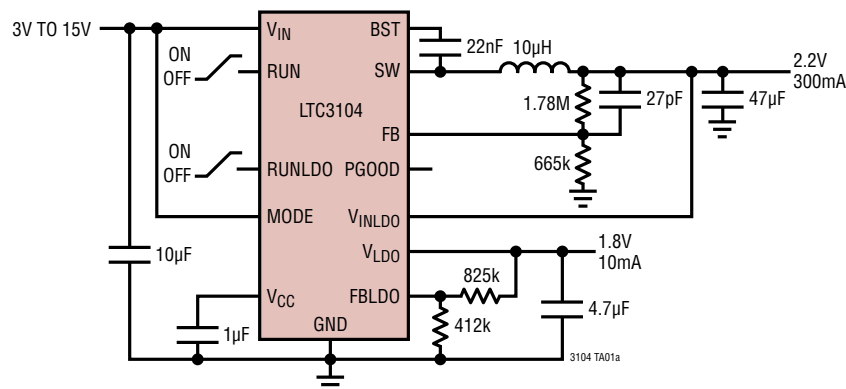 3V TO 15V
ON
OFF
ON
OFF
10µF
1µF
VIN
RUN
LTC3104
RUNLDO
MODE
VCC
GND
BST
SW
FB
PGOOD
VINLDO
VLDO
FBLDO
22nF
10µH
1.78M
27pF
665k
47µF
2.2V
300mA
1.8V
10mA
825k
412k
4.7µF
3104 TA01a